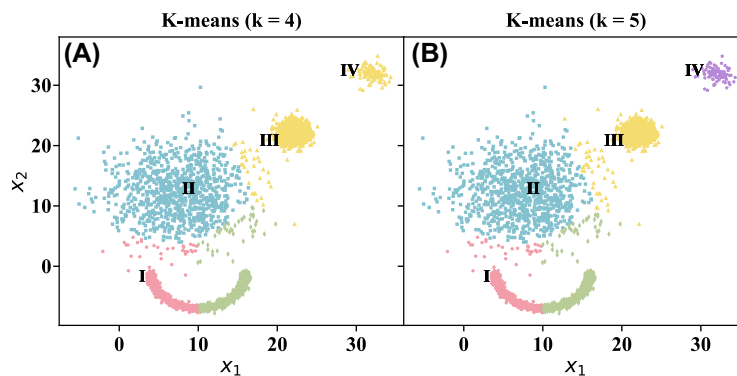 K-means (k = 4)
K-means (k = 5)
(A)
(B)
IV
IV
III
III
II
II
I
I
x₂
30
20
10
0
0
10
20
30
0
10
20
30
x₁
x₁